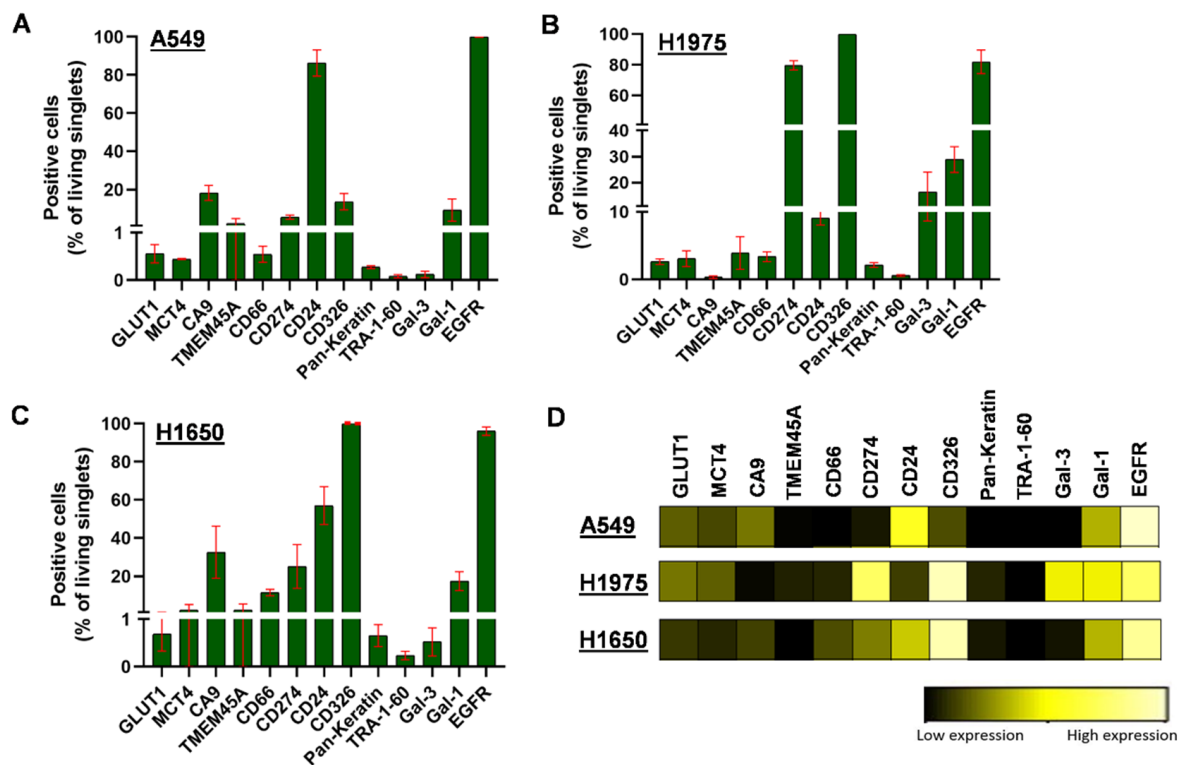 A
A549
Positive cells
(% of living singlets)
100
80
60
40
20
1
0
GLUT1
MCT4
CA9
TMEM45A
CD66
CD274
CD24
CD326
Pan-Keratin
TRA-1-60
Gal-3
Gal-1
EGFR
B
H1975
Positive cells
(% of living singlets)
100
80
60
40
40
30
20
10
0
GLUT1
MCT4
CA9
TMEM45A
CD66
CD274
CD24
CD326
Pan-Keratin
TRA-1-60
Gal-3
Gal-1
EGFR
C
H1650
Positive cells
(% of living singlets)
100
80
60
40
20
1
0
GLUT1
MCT4
CA9
TMEM45A
CD66
CD274
CD24
CD326
Pan-Keratin
TRA-1-60
Gal-3
Gal-1
EGFR
D
GLUT1
MCT4
CA9
TMEM45A
CD66
CD274
CD24
CD326
Pan-Keratin
TRA-1-60
Gal-3
Gal-1
EGFR
A549
H1975
H1650
Low expression High expression